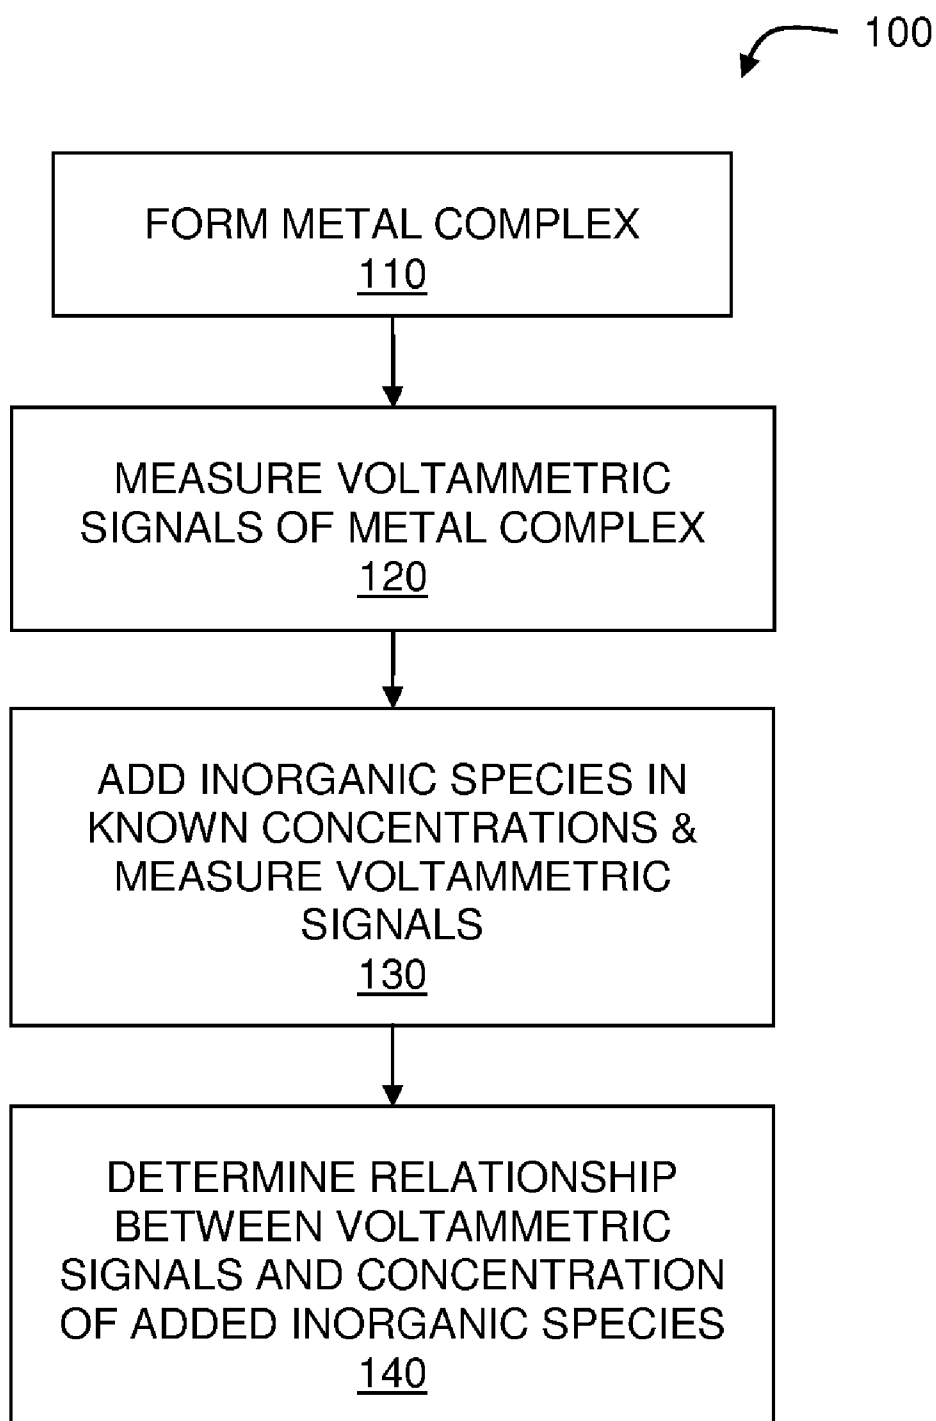 100
FORM METAL COMPLEX
110
MEASURE VOLTAMMETRIC
SIGNALS OF METAL COMPLEX
120
ADD INORGANIC SPECIES IN
KNOWN CONCENTRATIONS &
MEASURE VOLTAMMETRIC
SIGNALS
130
DETERMINE RELATIONSHIP
BETWEEN VOLTAMMETRIC
SIGNALS AND CONCENTRATION
OF ADDED INORGANIC SPECIES
140